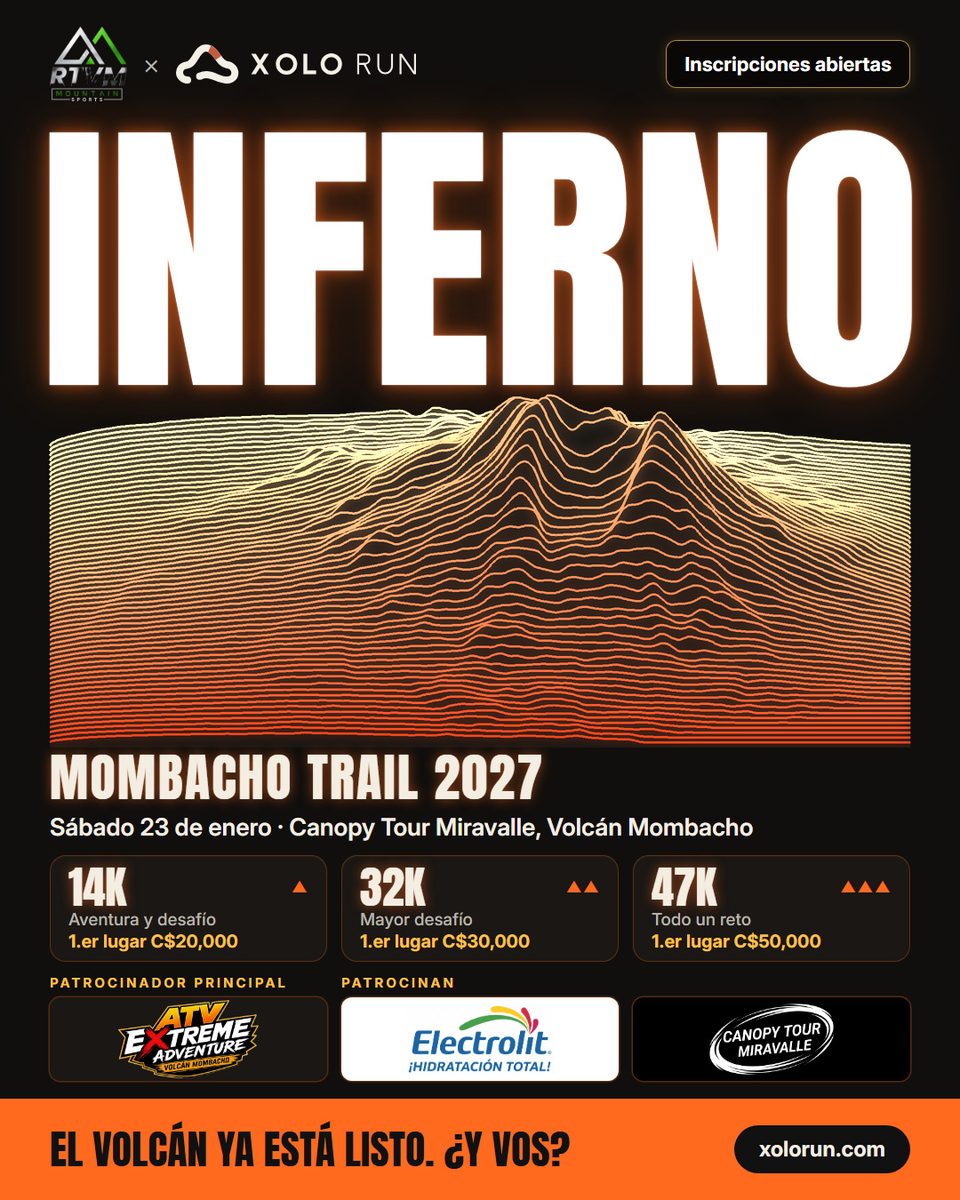 RTVM
MOUNTAIN
SPORTS
× XOLO RUN
Inscripciones abiertas
INFERNO
MOMBACHO TRAIL 2027
Sábado 23 de enero · Canopy Tour Miravalle, Volcán Mombacho
14K
Aventura y desafío
1.er lugar C$20,000
32K
Mayor desafío
1.er lugar C$30,000
47K
Todo un reto
1.er lugar C$50,000
PATROCINADOR PRINCIPAL
ATV
EXTREME
ADVENTURE
VOLCÁN MOMBACHO
PATROCINAN
Electrolit
¡HIDRATACIÓN TOTAL!
CANOPY TOUR
MIRAVALLE
EL VOLCÁN YA ESTÁ LISTO. ¿Y VOS?
xolorun.com